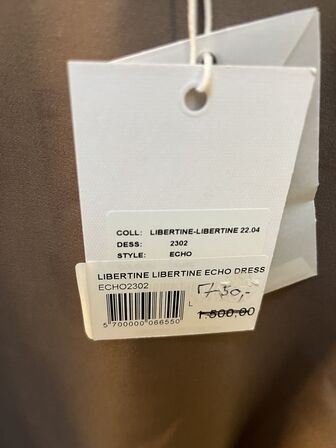 COLL: LIBERTINE-LIBERTINE 22.04
DESS: 2302
STYLE: ECHO
LIBERTINE LIBERTINE ECHO DRESS
ECHO2302
750,-
L
1.500,00
5 700000 066550